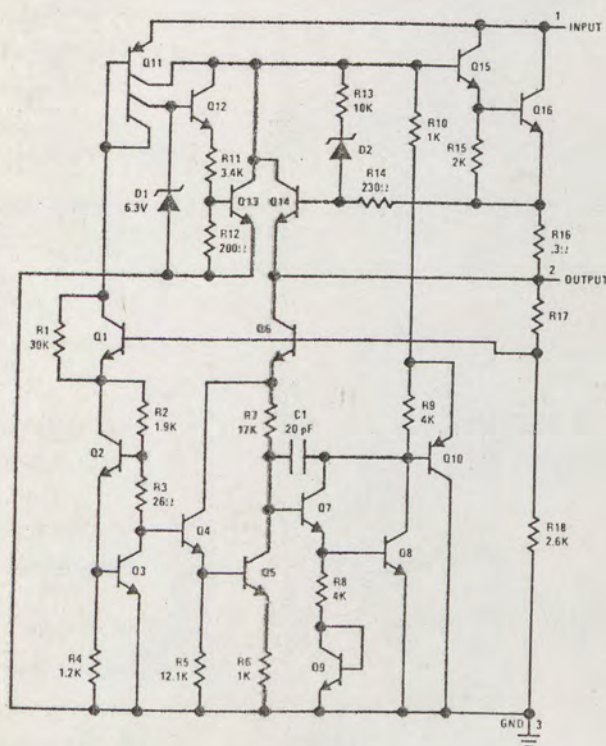 1
INPUT
Q11
Q15
Q12
R13
10K
R10
1K
Q16
D2
R15
2K
R11
3.4K
R14
230Ω
D1
6.3V
Q13
Q14
R12
200Ω
R16
.3Ω
2
OUTPUT
R1
30K
Q1
Q6
R17
R2
1.9K
R7
17K
C1
20 pF
R9
4K
Q10
Q2
R3
26Ω
Q4
Q7
R18
2.6K
Q3
Q5
Q8
R8
4K
R4
1.2K
R5
12.1K
R6
1K
Q9
GND
3